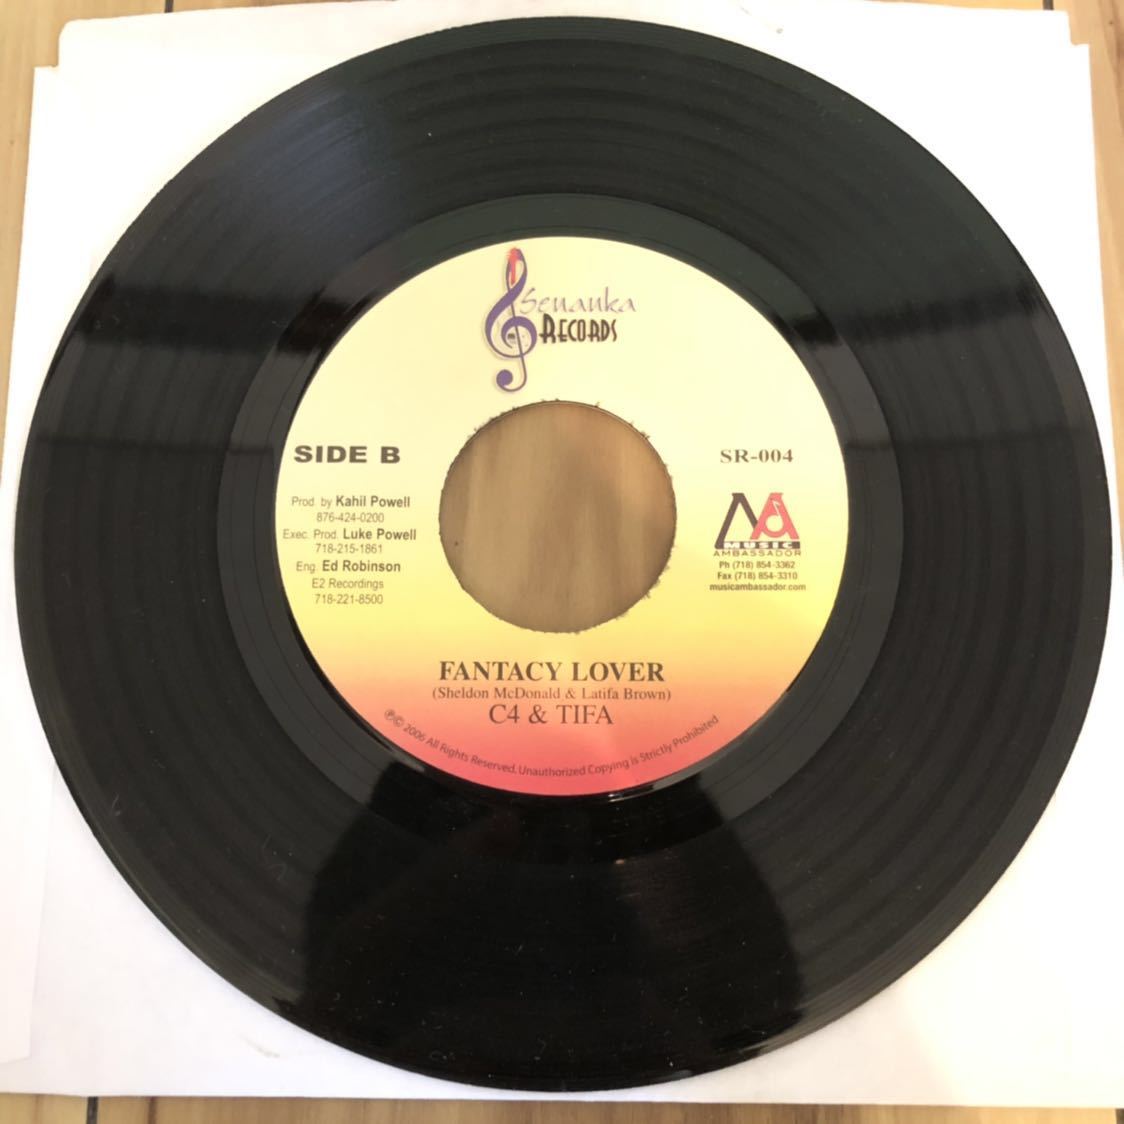 Senanka
RECORDS
SIDE B
SR-004
Prod. by Kahil Powell
876-424-0200
Exec. Prod. Luke Powell
718-215-1861
Eng. Ed Robinson
E2 Recordings
718-221-8500
MA
MUSIC
AMBASSADOR
Ph (718) 854-3362
Fax (718) 854-3310
musicambassador.com
FANTACY LOVER
(Sheldon McDonald & Latifa Brown)
C4 & TIFA
℗© 2006 All Rights Reserved. Unauthorized Copying is Strictly Prohibited